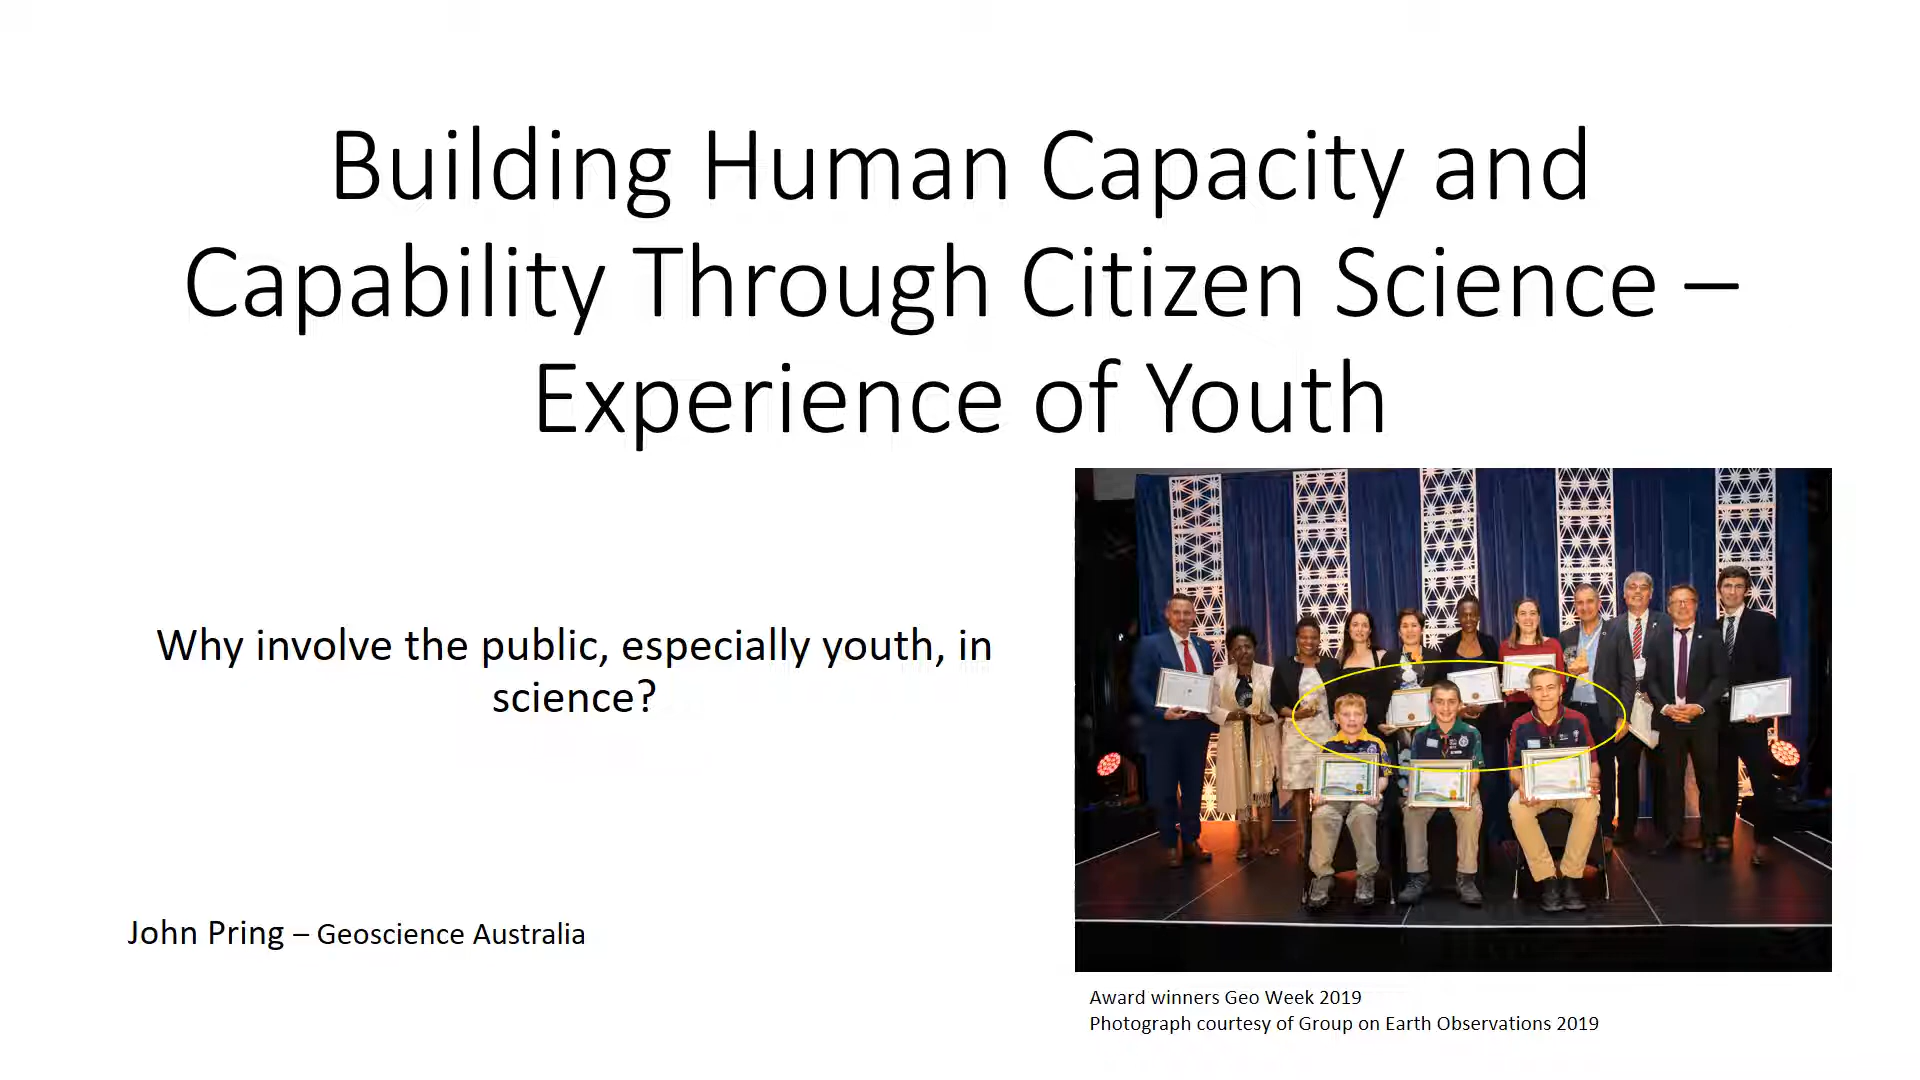 Building Human Capacity and
Capability Through Citizen Science –
Experience of Youth
Why involve the public, especially youth, in
science?
John Pring – Geoscience Australia
Award winners Geo Week 2019
Photograph courtesy of Group on Earth Observations 2019